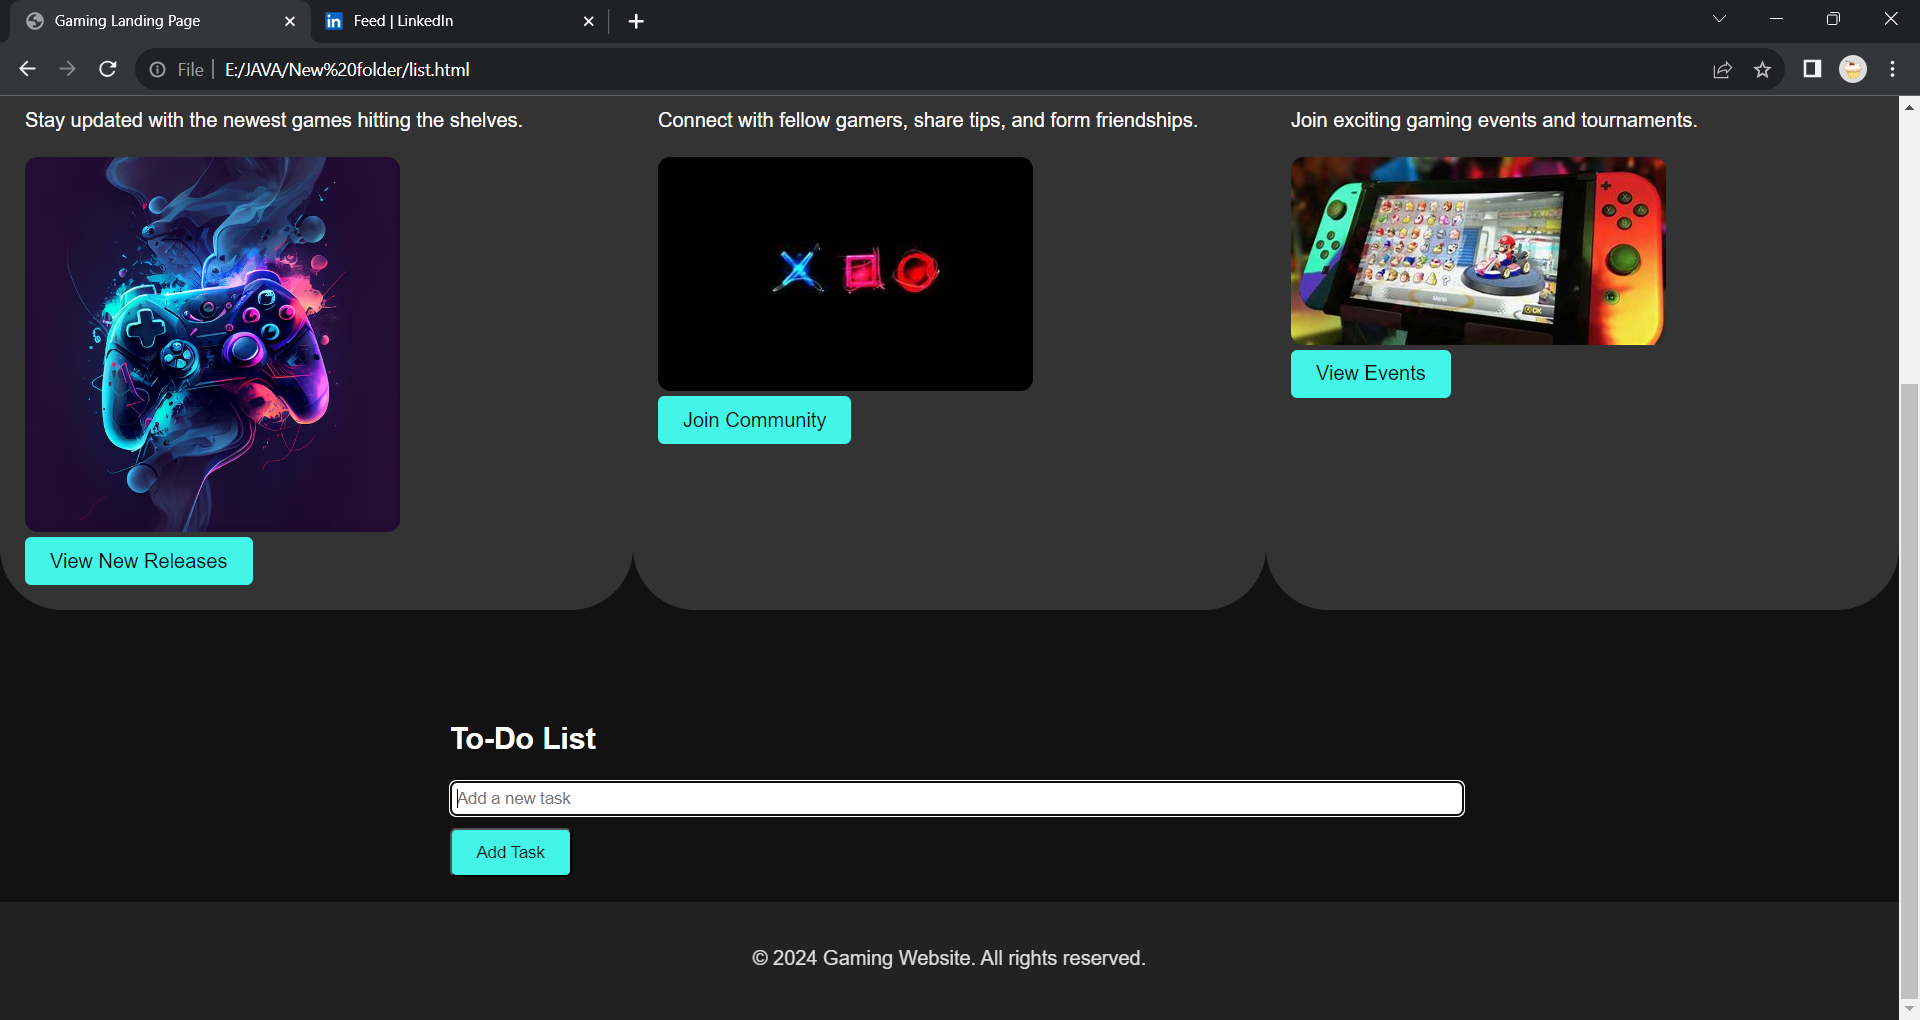 Gaming Landing Page
Feed | LinkedIn
File
E:/JAVA/New%20folder/list.html
Stay updated with the newest games hitting the shelves.
Connect with fellow gamers, share tips, and form friendships.
Join exciting gaming events and tournaments.
Mario
OK
View Events
Join Community
View New Releases
To-Do List
Add a new task
Add Task
© 2024 Gaming Website. All rights reserved.